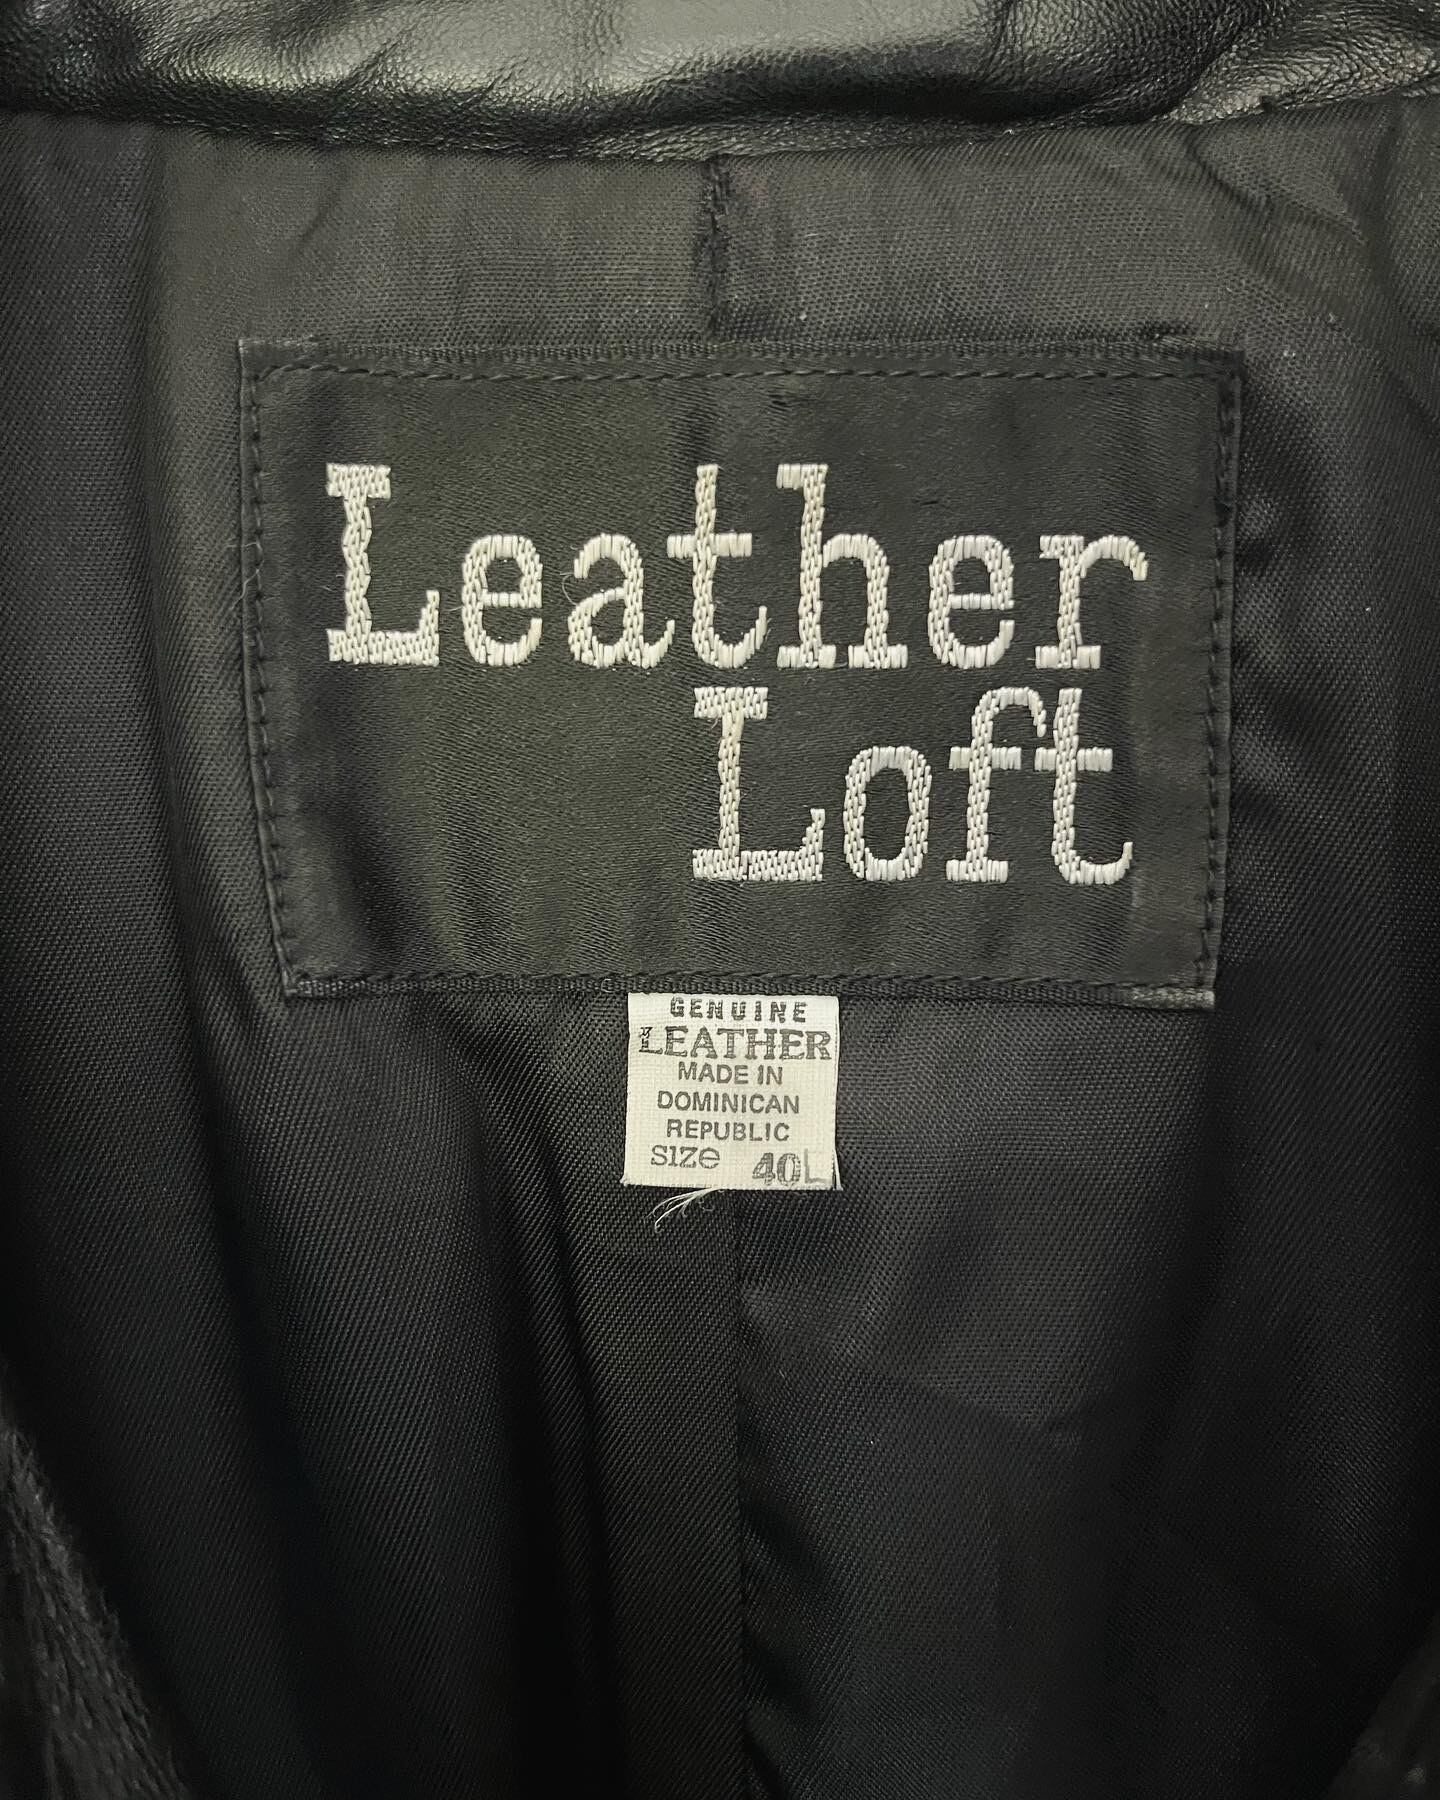 Leather
Loft
GENUINE
LEATHER
MADE IN
DOMINICAN
REPUBLIC
SIZE 40L